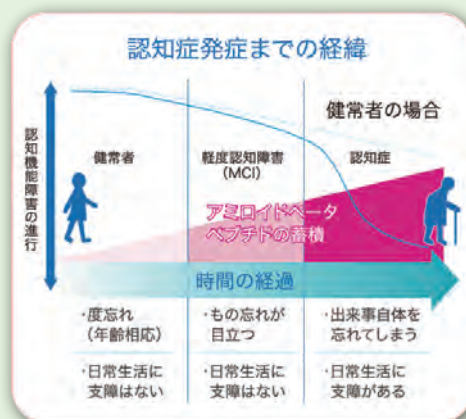 認知症発症までの経緯
認知機能障害の進行
健常者
軽度認知障害
(MCI)
健常者の場合
認知症
アミロイドベータ
ペプチドの蓄積
時間の経過
・度忘れ
(年齢相応)
・もの忘れが
目立つ
・出来事自体を
忘れてしまう
・日常生活に
支障はない
・日常生活に
支障はない
・日常生活に
支障がある